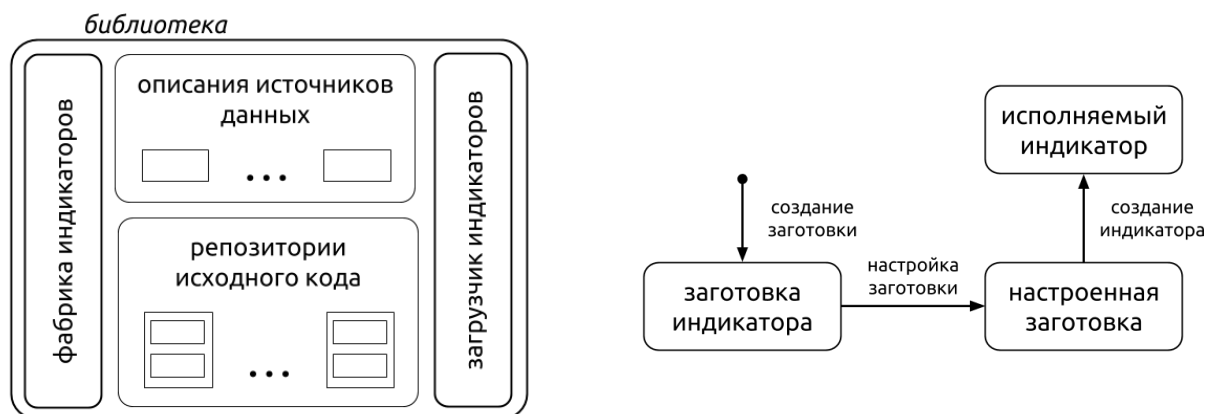 библиотека
фабрика индикаторов
описания источников
данных
...
репозитории
исходного кода
...
загрузчик индикаторов
исполняемый
индикатор
создание
заготовки
создание
индикатора
заготовка
индикатора
настройка
заготовки
настроенная
заготовка